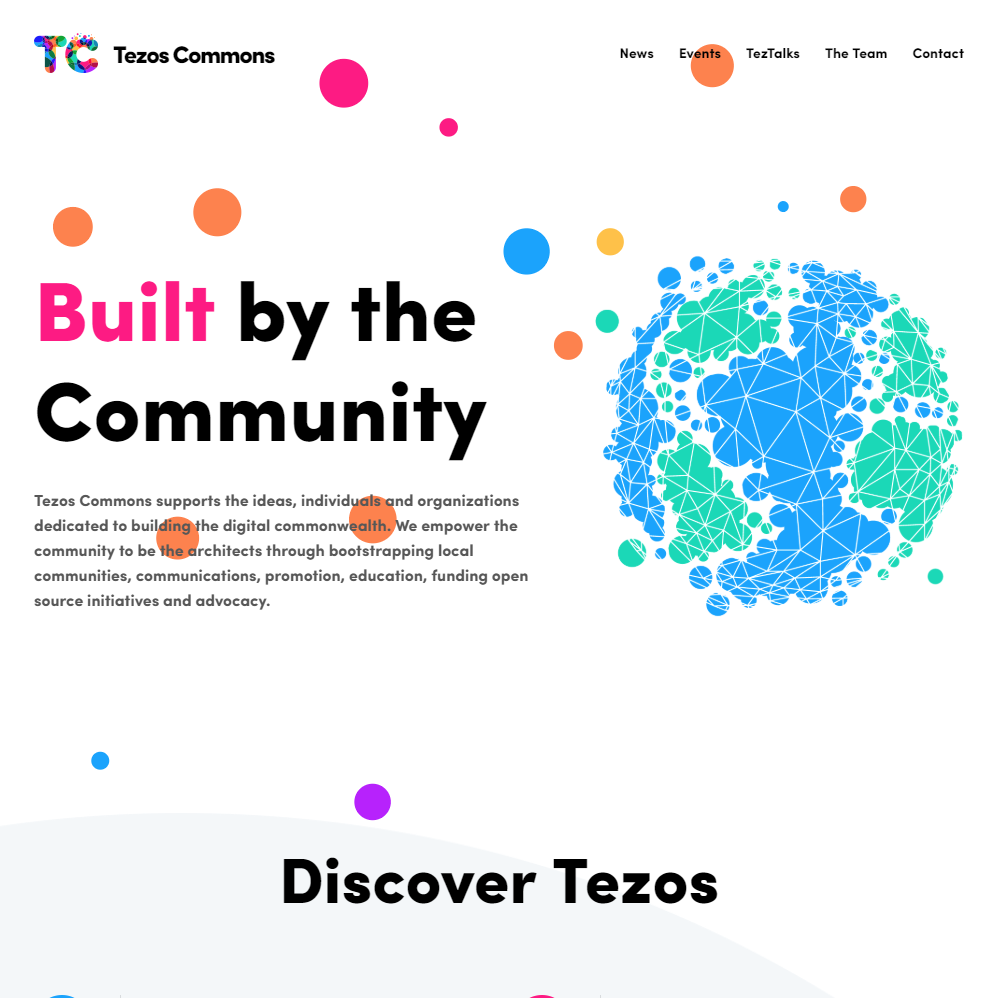 TC
Tezos Commons
News
Events
TezTalks
The Team
Contact
Built by the
Community
Tezos Commons supports the ideas, individuals and organizations
dedicated to building the digital commonwealth. We empower the
community to be the architects through bootstrapping local
communities, communications, promotion, education, funding open
source initiatives and advocacy.
Discover Tezos